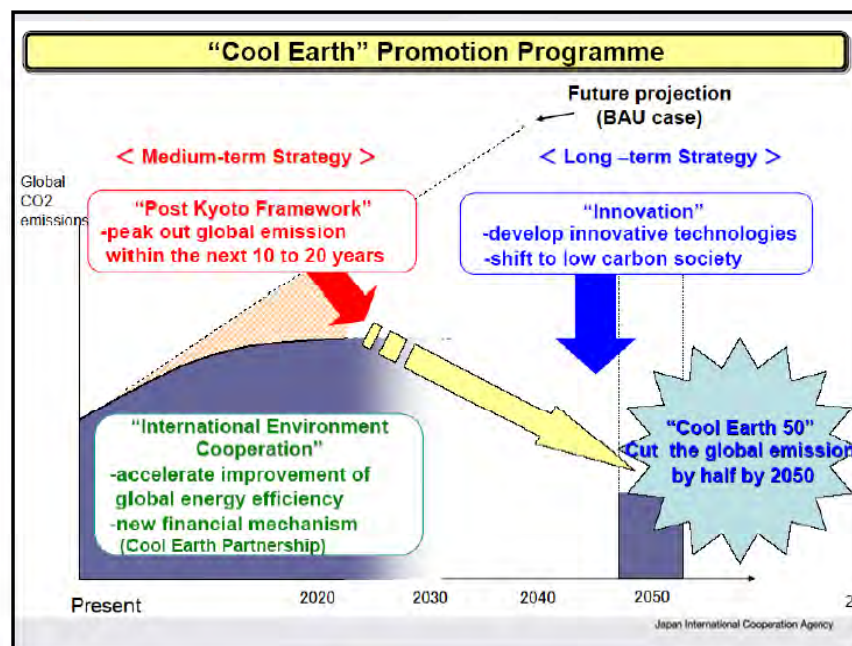 “Cool Earth” Promotion Programme
Future projection
(BAU case)
< Medium-term Strategy >
< Long –term Strategy >
Global
CO2
emissions
“Post Kyoto Framework”
-peak out global emission
within the next 10 to 20 years
“Innovation”
-develop innovative technologies
-shift to low carbon society
“International Environment
Cooperation”
-accelerate improvement of
global energy efficiency
-new financial mechanism
(Cool Earth Partnership)
“Cool Earth 50”
Cut the global emission
by half by 2050
Present
2020
2030
2040
2050
2
Japan International Cooperation Agency